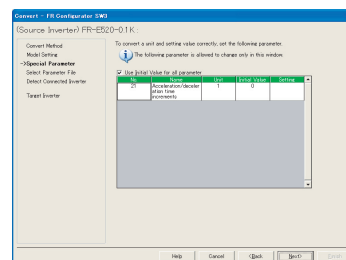 Convert - FR Configurator SW3
(Source Inverter) FR-E520-0.1K
Convert Method
Model Setting
->Special Parameter
Select Parameter File
Detect Connected Inverter
Target Inverter
To convert a unit and setting value correctly, set the following parameter.
The following parameter is allowed to change only in this window.
Use Initial Value for all parameter
No. Name Unit Initial Value Setting
21 Acceleration/deceleration time increments 1 0
Help Cancel <Back Next> Finish